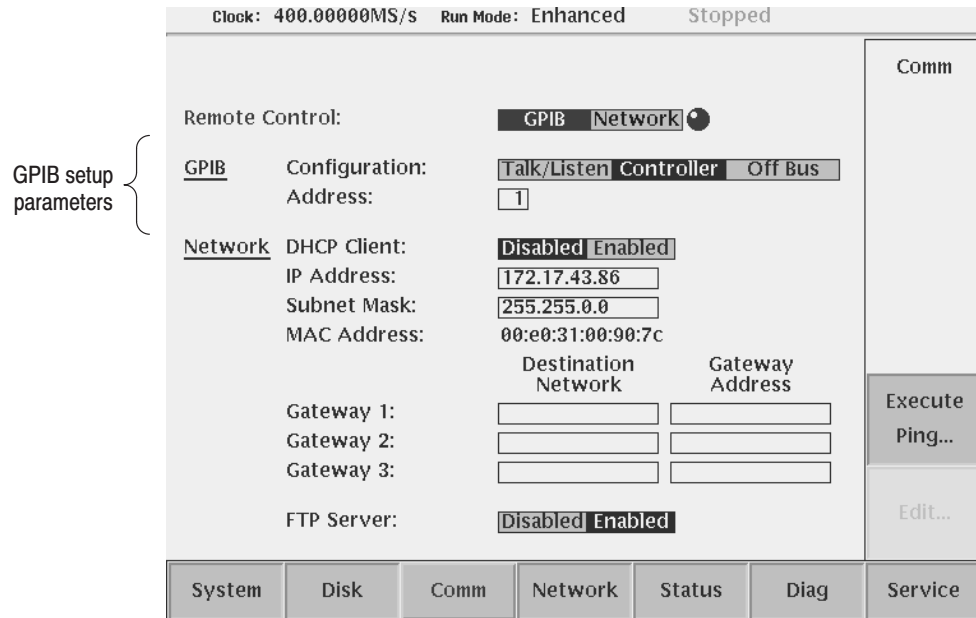 Clock: 400.00000MS/s Run Mode: Enhanced Stopped
Comm
Remote Control: GPIB Network
GPIB setup parameters
GPIB Configuration: Talk/Listen Controller Off Bus
Address: 1
Network DHCP Client: Disabled Enabled
IP Address: 172.17.43.86
Subnet Mask: 255.255.0.0
MAC Address: 00:e0:31:00:90:7c
Destination Network
Gateway Address
Gateway 1:
Gateway 2:
Gateway 3:
FTP Server: Disabled Enabled
Execute Ping...
Edit...
System Disk Comm Network Status Diag Service